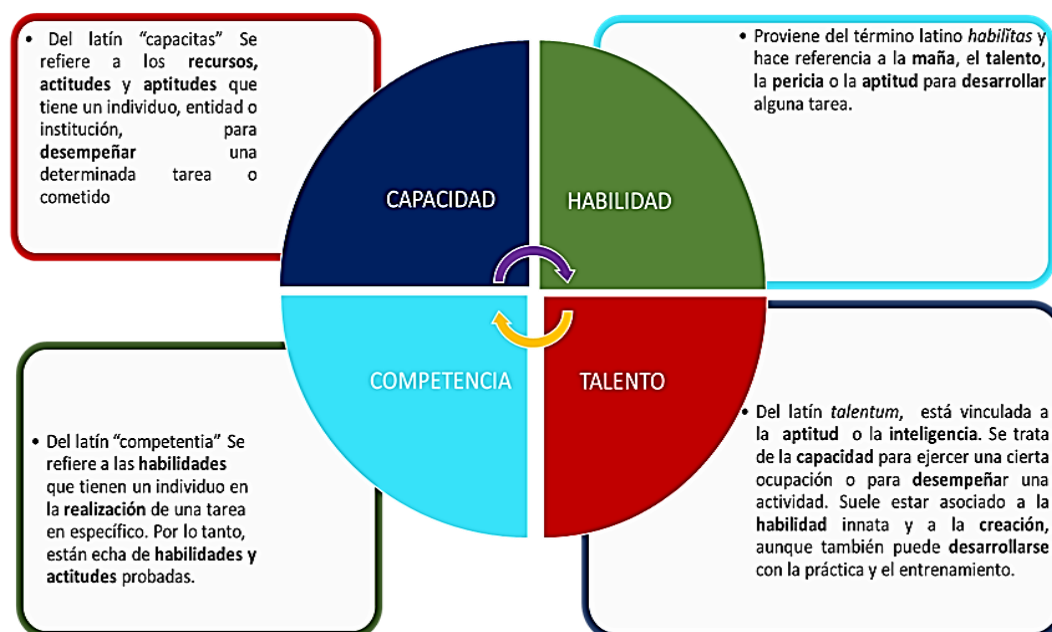 • Del latín “capacitas” Se
refiere a los recursos,
actitudes y aptitudes que
tiene un individuo, entidad o
institución, para
desempeñar una
determinada tarea o
cometido
• Proviene del término latino habilĭtas y
hace referencia a la maña, el talento,
la pericia o la aptitud para desarrollar
alguna tarea.
CAPACIDAD
HABILIDAD
COMPETENCIA
TALENTO
• Del latín “competentia” Se
refiere a las habilidades
que tienen un individuo en
la realización de una tarea
en específico. Por lo tanto,
están echa de habilidades y
actitudes probadas.
• Del latín talentum, está vinculada a
la aptitud o la inteligencia. Se trata
de la capacidad para ejercer una cierta
ocupación o para desempeñar una
actividad. Suele estar asociado a la
habilidad innata y a la creación,
aunque también puede desarrollarse
con la práctica y el entrenamiento.